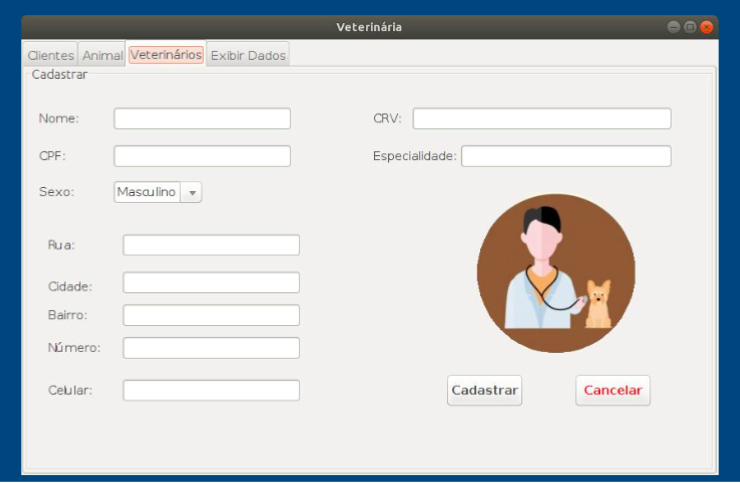 Veterinária
Clientes Animal Veterinários Exibir Dados
Cadastrar
Nome:
CRV:
CPF:
Especialidade:
Sexo:
Masculino
Rua:
Cidade:
Bairro:
Número:
Celular:
Cadastrar
Cancelar